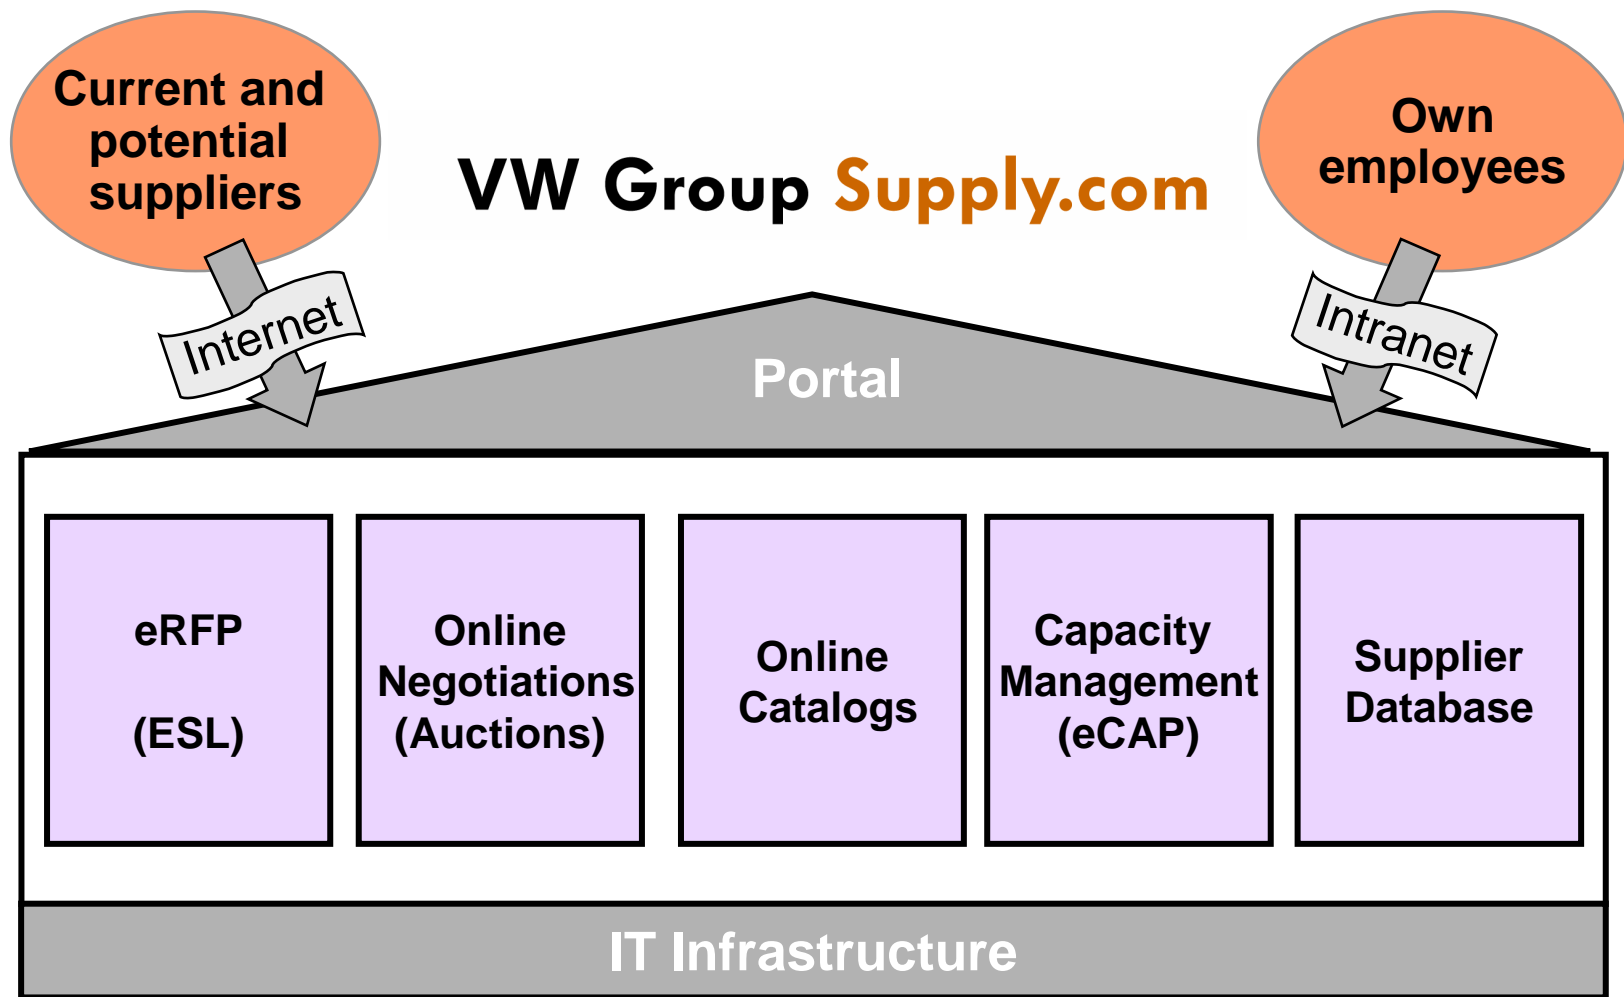 Current and
potential
suppliers
VW Group Supply.com
Own
employees
Internet
Intranet
Portal
eRFP
(ESL)
Online
Negotiations
(Auctions)
Online
Catalogs
Capacity
Management
(eCAP)
Supplier
Database
IT Infrastructure